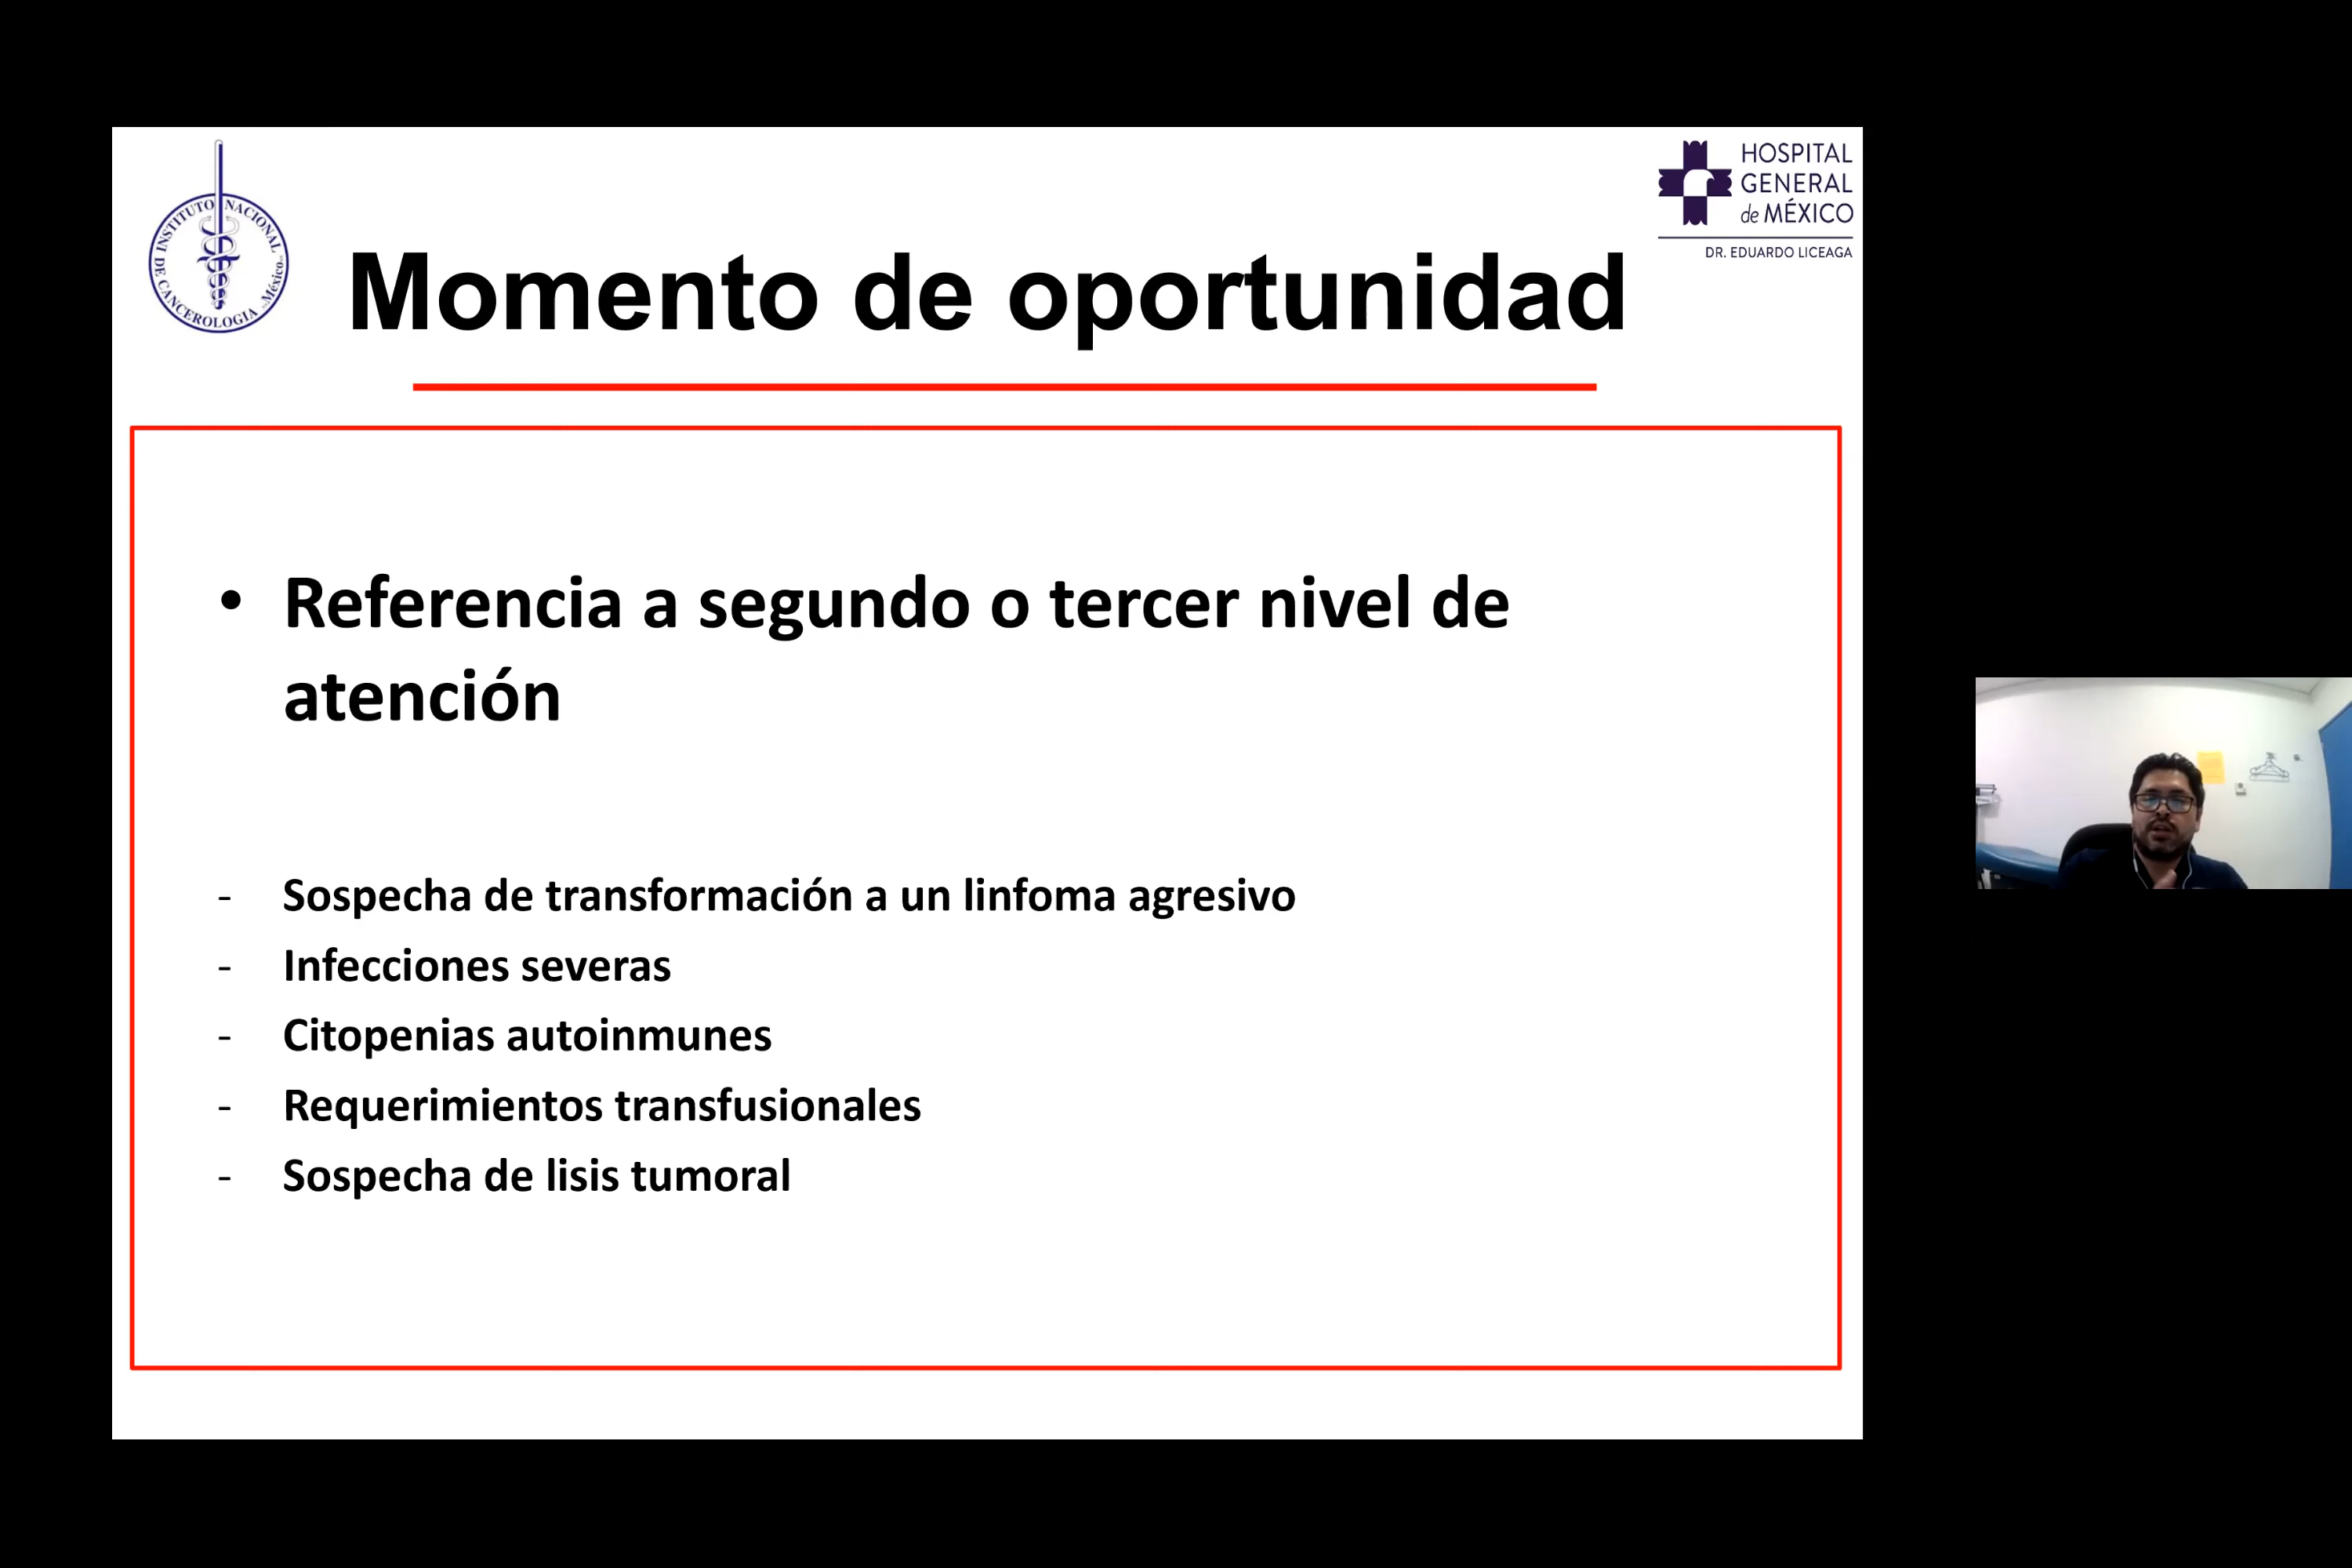 INSTITUTO NACIONAL
DE CANCEROLOGIA
México
HOSPITAL
GENERAL
de MÉXICO
DR. EDUARDO LICEAGA
Momento de oportunidad
• Referencia a segundo o tercer nivel de
atención
- Sospecha de transformación a un linfoma agresivo
- Infecciones severas
- Citopenias autoinmunes
- Requerimientos transfusionales
- Sospecha de lisis tumoral